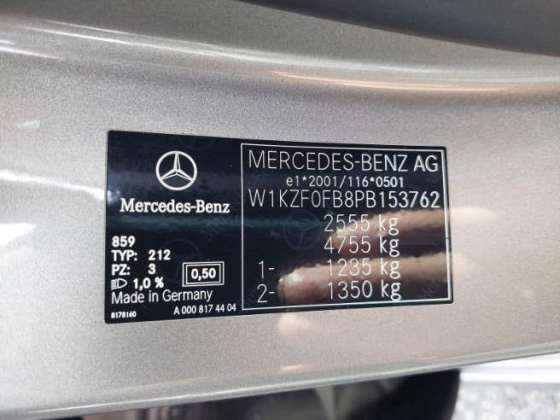 Mercedes-Benz
859
TYP: 212
PZ: 3
0,50
1,0 %
Made in Germany
8178140
A 000 817 44 04
MERCEDES-BENZ AG
e1*2001/116*0501
W1KZF0FB8PB153762
2555 kg
4755 kg
1- 1235 kg
2- 1350 kg